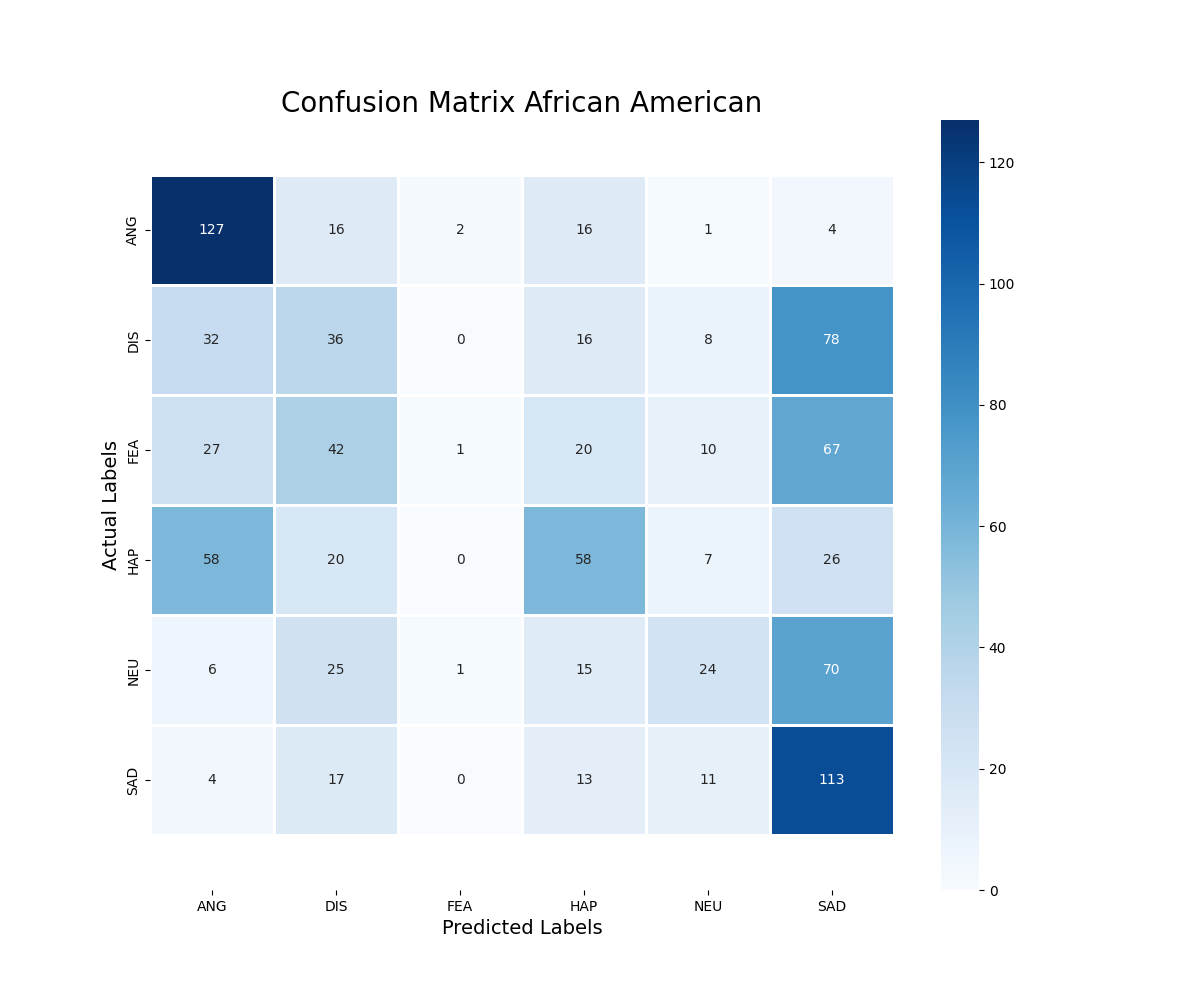 Confusion Matrix African American
ANG 127 16 2 16 1 4
DIS 32 36 0 16 8 78
FEA 27 42 1 20 10 67
HAP 58 20 0 58 7 26
NEU 6 25 1 15 24 70
SAD 4 17 0 13 11 113
ANG DIS FEA HAP NEU SAD
Predicted Labels
Actual Labels
120
100
80
60
40
20
0